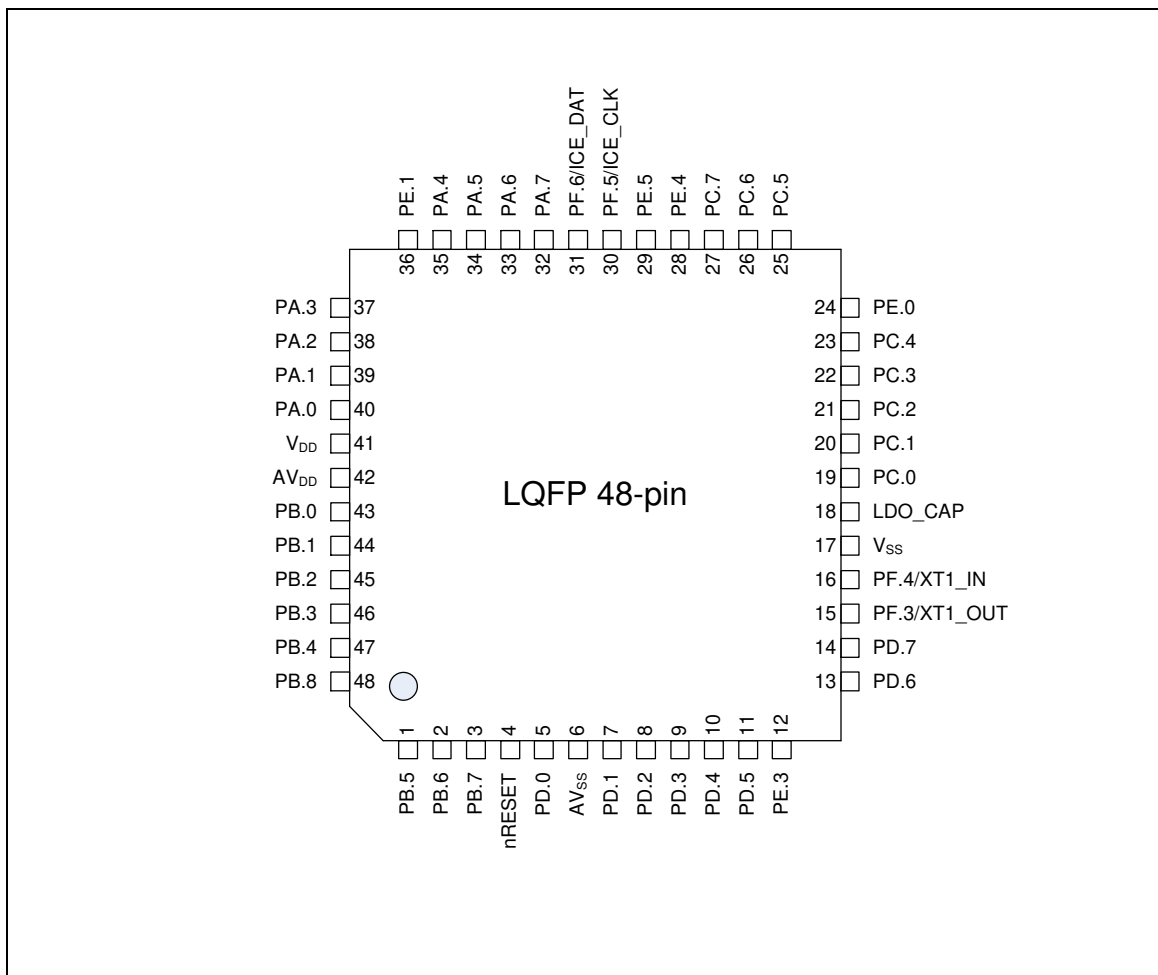 PE.1 PA.4 PA.5 PA.6 PA.7 PF.6/ICE_DAT PF.5/ICE_CLK PE.5 PE.4 PC.7 PC.6 PC.5
36 35 34 33 32 31 30 29 28 27 26 25
PA.3 37
PA.2 38
PA.1 39
PA.0 40
VDD 41
AVDD 42
PB.0 43
PB.1 44
PB.2 45
PB.3 46
PB.4 47
PB.8 48
LQFP 48-pin
24 PE.0
23 PC.4
22 PC.3
21 PC.2
20 PC.1
19 PC.0
18 LDO_CAP
17 VSS
16 PF.4/XT1_IN
15 PF.3/XT1_OUT
14 PD.7
13 PD.6
1 2 3 4 5 6 7 8 9 10 11 12
PB.5 PB.6 PB.7 nRESET PD.0 AVSS PD.1 PD.2 PD.3 PD.4 PD.5 PE.3